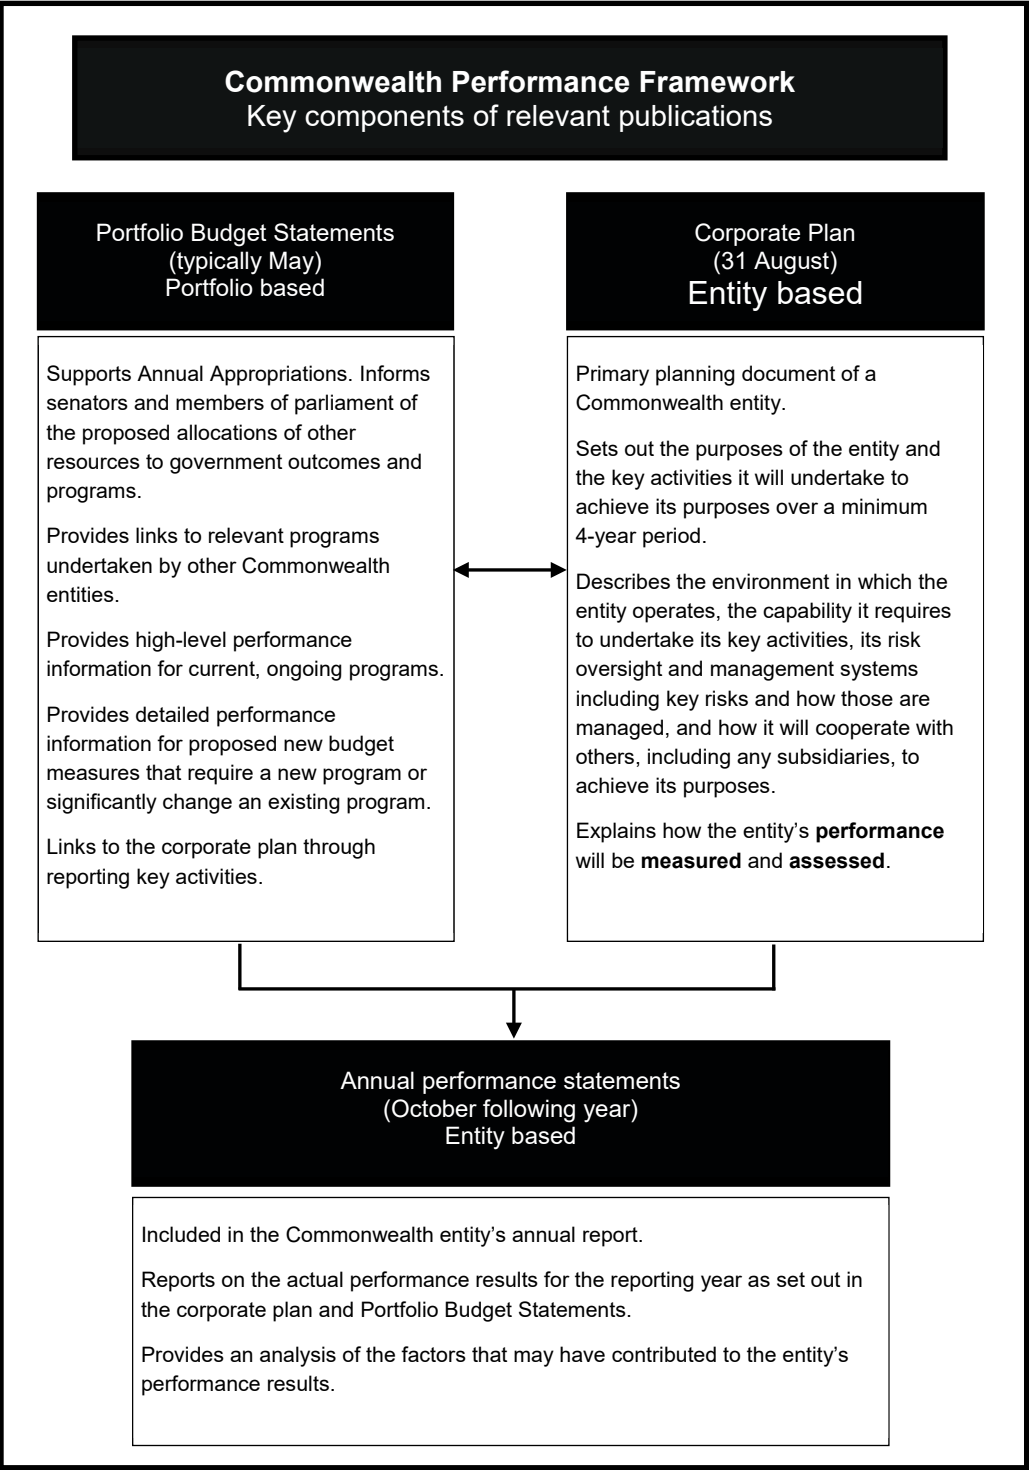 Commonwealth Performance Framework
Key components of relevant publications
Portfolio Budget Statements
(typically May)
Portfolio based
Supports Annual Appropriations. Informs
senators and members of parliament of
the proposed allocations of other
resources to government outcomes and
programs.
Provides links to relevant programs
undertaken by other Commonwealth
entities.
Provides high-level performance
information for current, ongoing programs.
Provides detailed performance
information for proposed new budget
measures that require a new program or
significantly change an existing program.
Links to the corporate plan through
reporting key activities.
Corporate Plan
(31 August)
Entity based
Primary planning document of a
Commonwealth entity.
Sets out the purposes of the entity and
the key activities it will undertake to
achieve its purposes over a minimum
4-year period.
Describes the environment in which the
entity operates, the capability it requires
to undertake its key activities, its risk
oversight and management systems
including key risks and how those are
managed, and how it will cooperate with
others, including any subsidiaries, to
achieve its purposes.
Explains how the entity’s performance
will be measured and assessed.
Annual performance statements
(October following year)
Entity based
Included in the Commonwealth entity’s annual report.
Reports on the actual performance results for the reporting year as set out in
the corporate plan and Portfolio Budget Statements.
Provides an analysis of the factors that may have contributed to the entity’s
performance results.